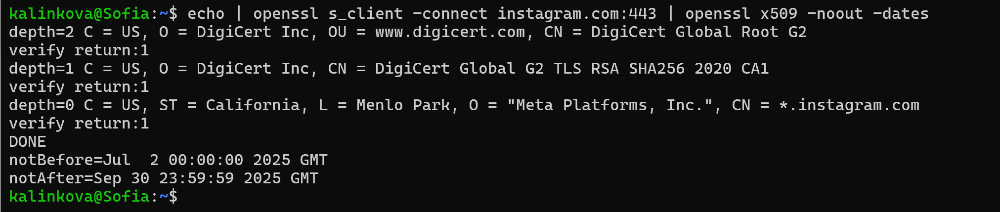 kalinkova@Sofia:~$ echo | openssl s_client -connect instagram.com:443 | openssl x509 -noout -dates
depth=2 C = US, O = DigiCert Inc, OU = www.digicert.com, CN = DigiCert Global Root G2
verify return:1
depth=1 C = US, O = DigiCert Inc, CN = DigiCert Global G2 TLS RSA SHA256 2020 CA1
verify return:1
depth=0 C = US, ST = California, L = Menlo Park, O = "Meta Platforms, Inc.", CN = *.instagram.com
verify return:1
DONE
notBefore=Jul  2 00:00:00 2025 GMT
notAfter=Sep 30 23:59:59 2025 GMT
kalinkova@Sofia:~$